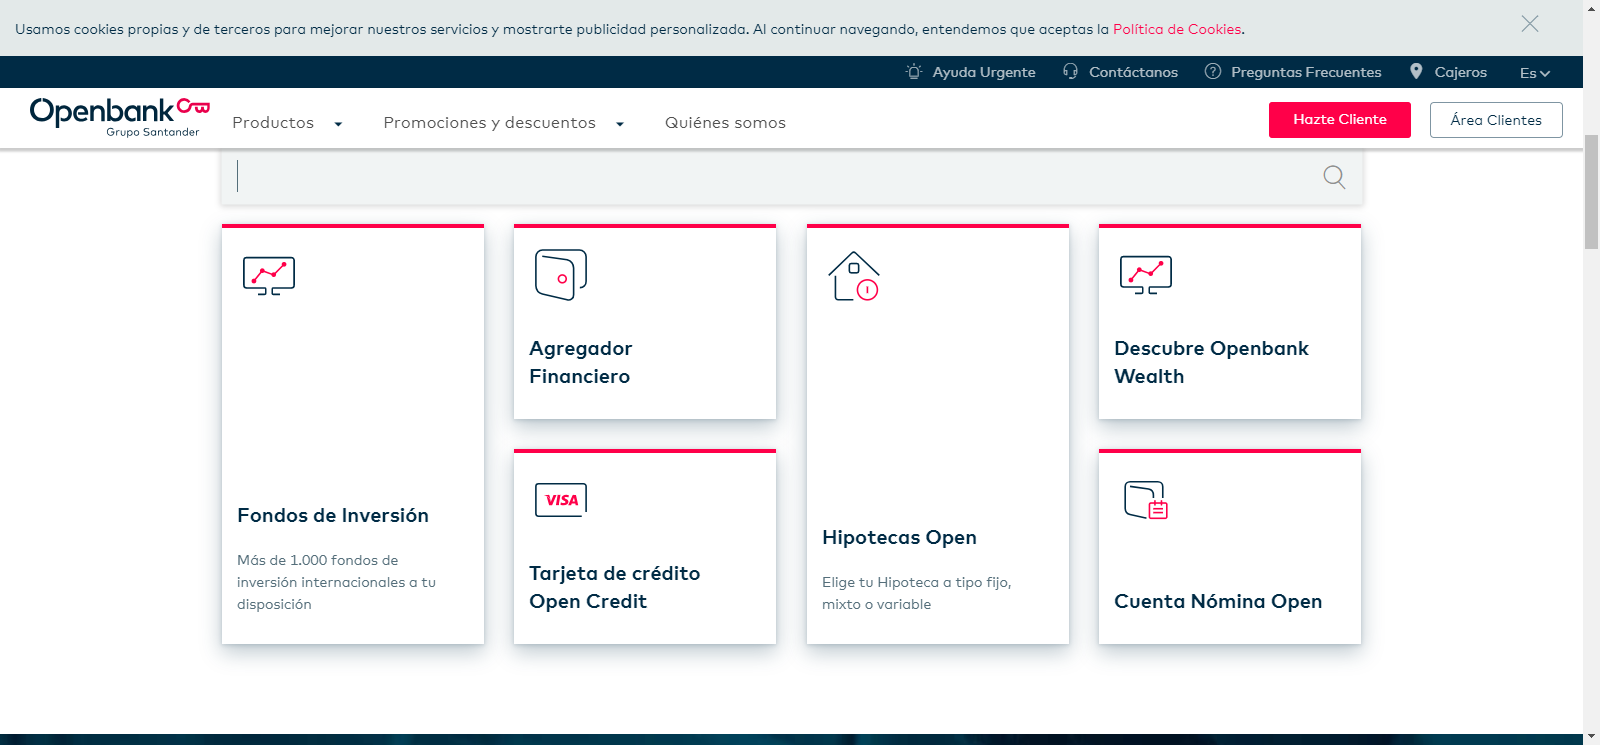 Usamos cookies propias y de terceros para mejorar nuestros servicios y mostrarte publicidad personalizada. Al continuar navegando, entendemos que aceptas la Política de Cookies.
Ayuda Urgente
Contáctanos
Preguntas Frecuentes
Cajeros
Es
Openbank
Grupo Santander
Productos
Promociones y descuentos
Quiénes somos
Hazte Cliente
Área Clientes
Fondos de Inversión
Más de 1.000 fondos de
inversión internacionales a tu
disposición
Agregador
Financiero
VISA
Tarjeta de crédito
Open Credit
Hipotecas Open
Elige tu Hipoteca a tipo fijo,
mixto o variable
Descubre Openbank
Wealth
Cuenta Nómina Open